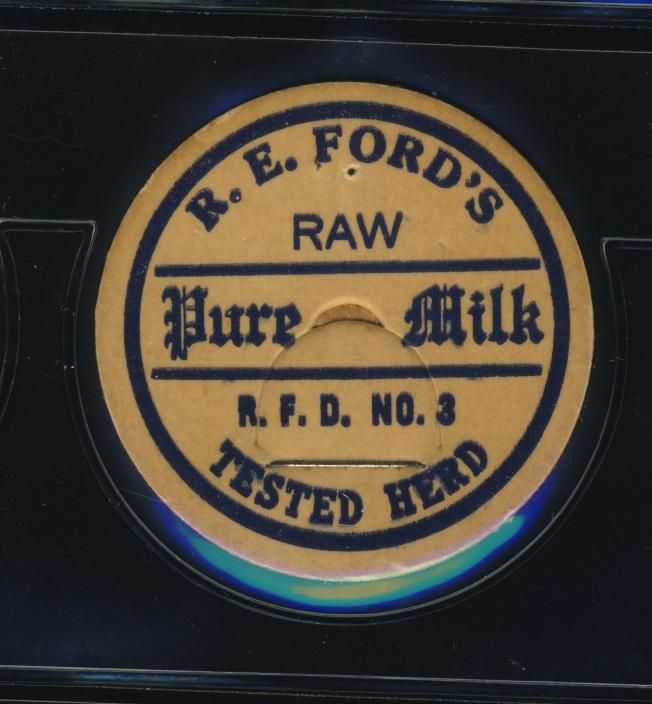 R. E. FORD'S
RAW
Pure Milk
R. F. D. NO. 3
TESTED HERD